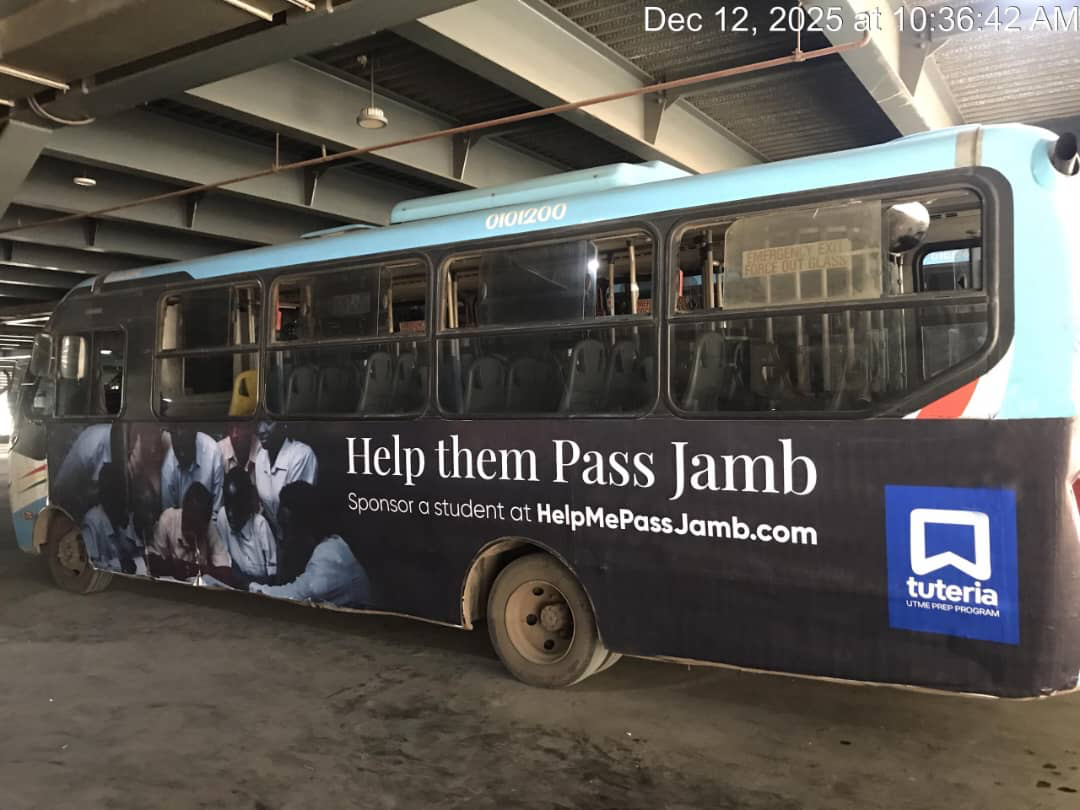 Dec 12, 2025 at 10:36:42 AM
0101200
EMERGENCY EXIT
FORCE OUT GLASS
Help them Pass Jamb
Sponsor a student at HelpMePassJamb.com
tuteria
UTME PREP PROGRAM